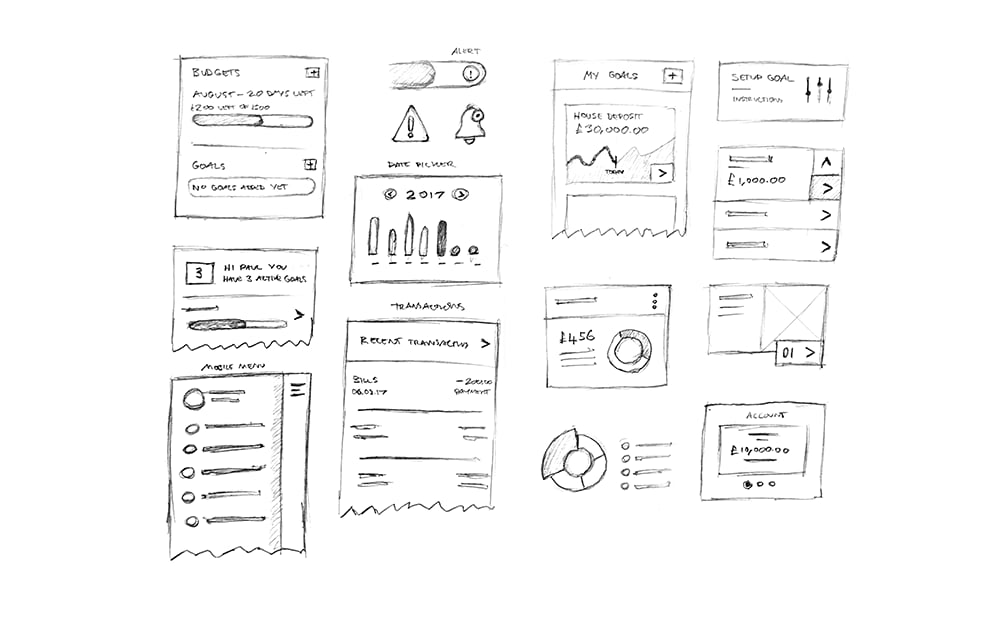 BUDGETS
AUGUST - 20 DAYS LEFT
£200 LEFT OF £500
GOALS
NO GOALS ADDED YET
3
HI PAUL YOU
HAVE 3 ACTIVE GOALS
MOBILE MENU
ALERT
!
!
DATE PICKER
< 2017 >
TRANSACTIONS
RECENT TRANSACTIONS >
BILLS
-200.00
06.02.17
PAYMENT
MY GOALS +
HOUSE DEPOSIT
£30,000.00
TODAY
£456
SETUP GOAL
INSTRUCTIONS
£1,000.00
01 >
ACCOUNT
£10,000.00